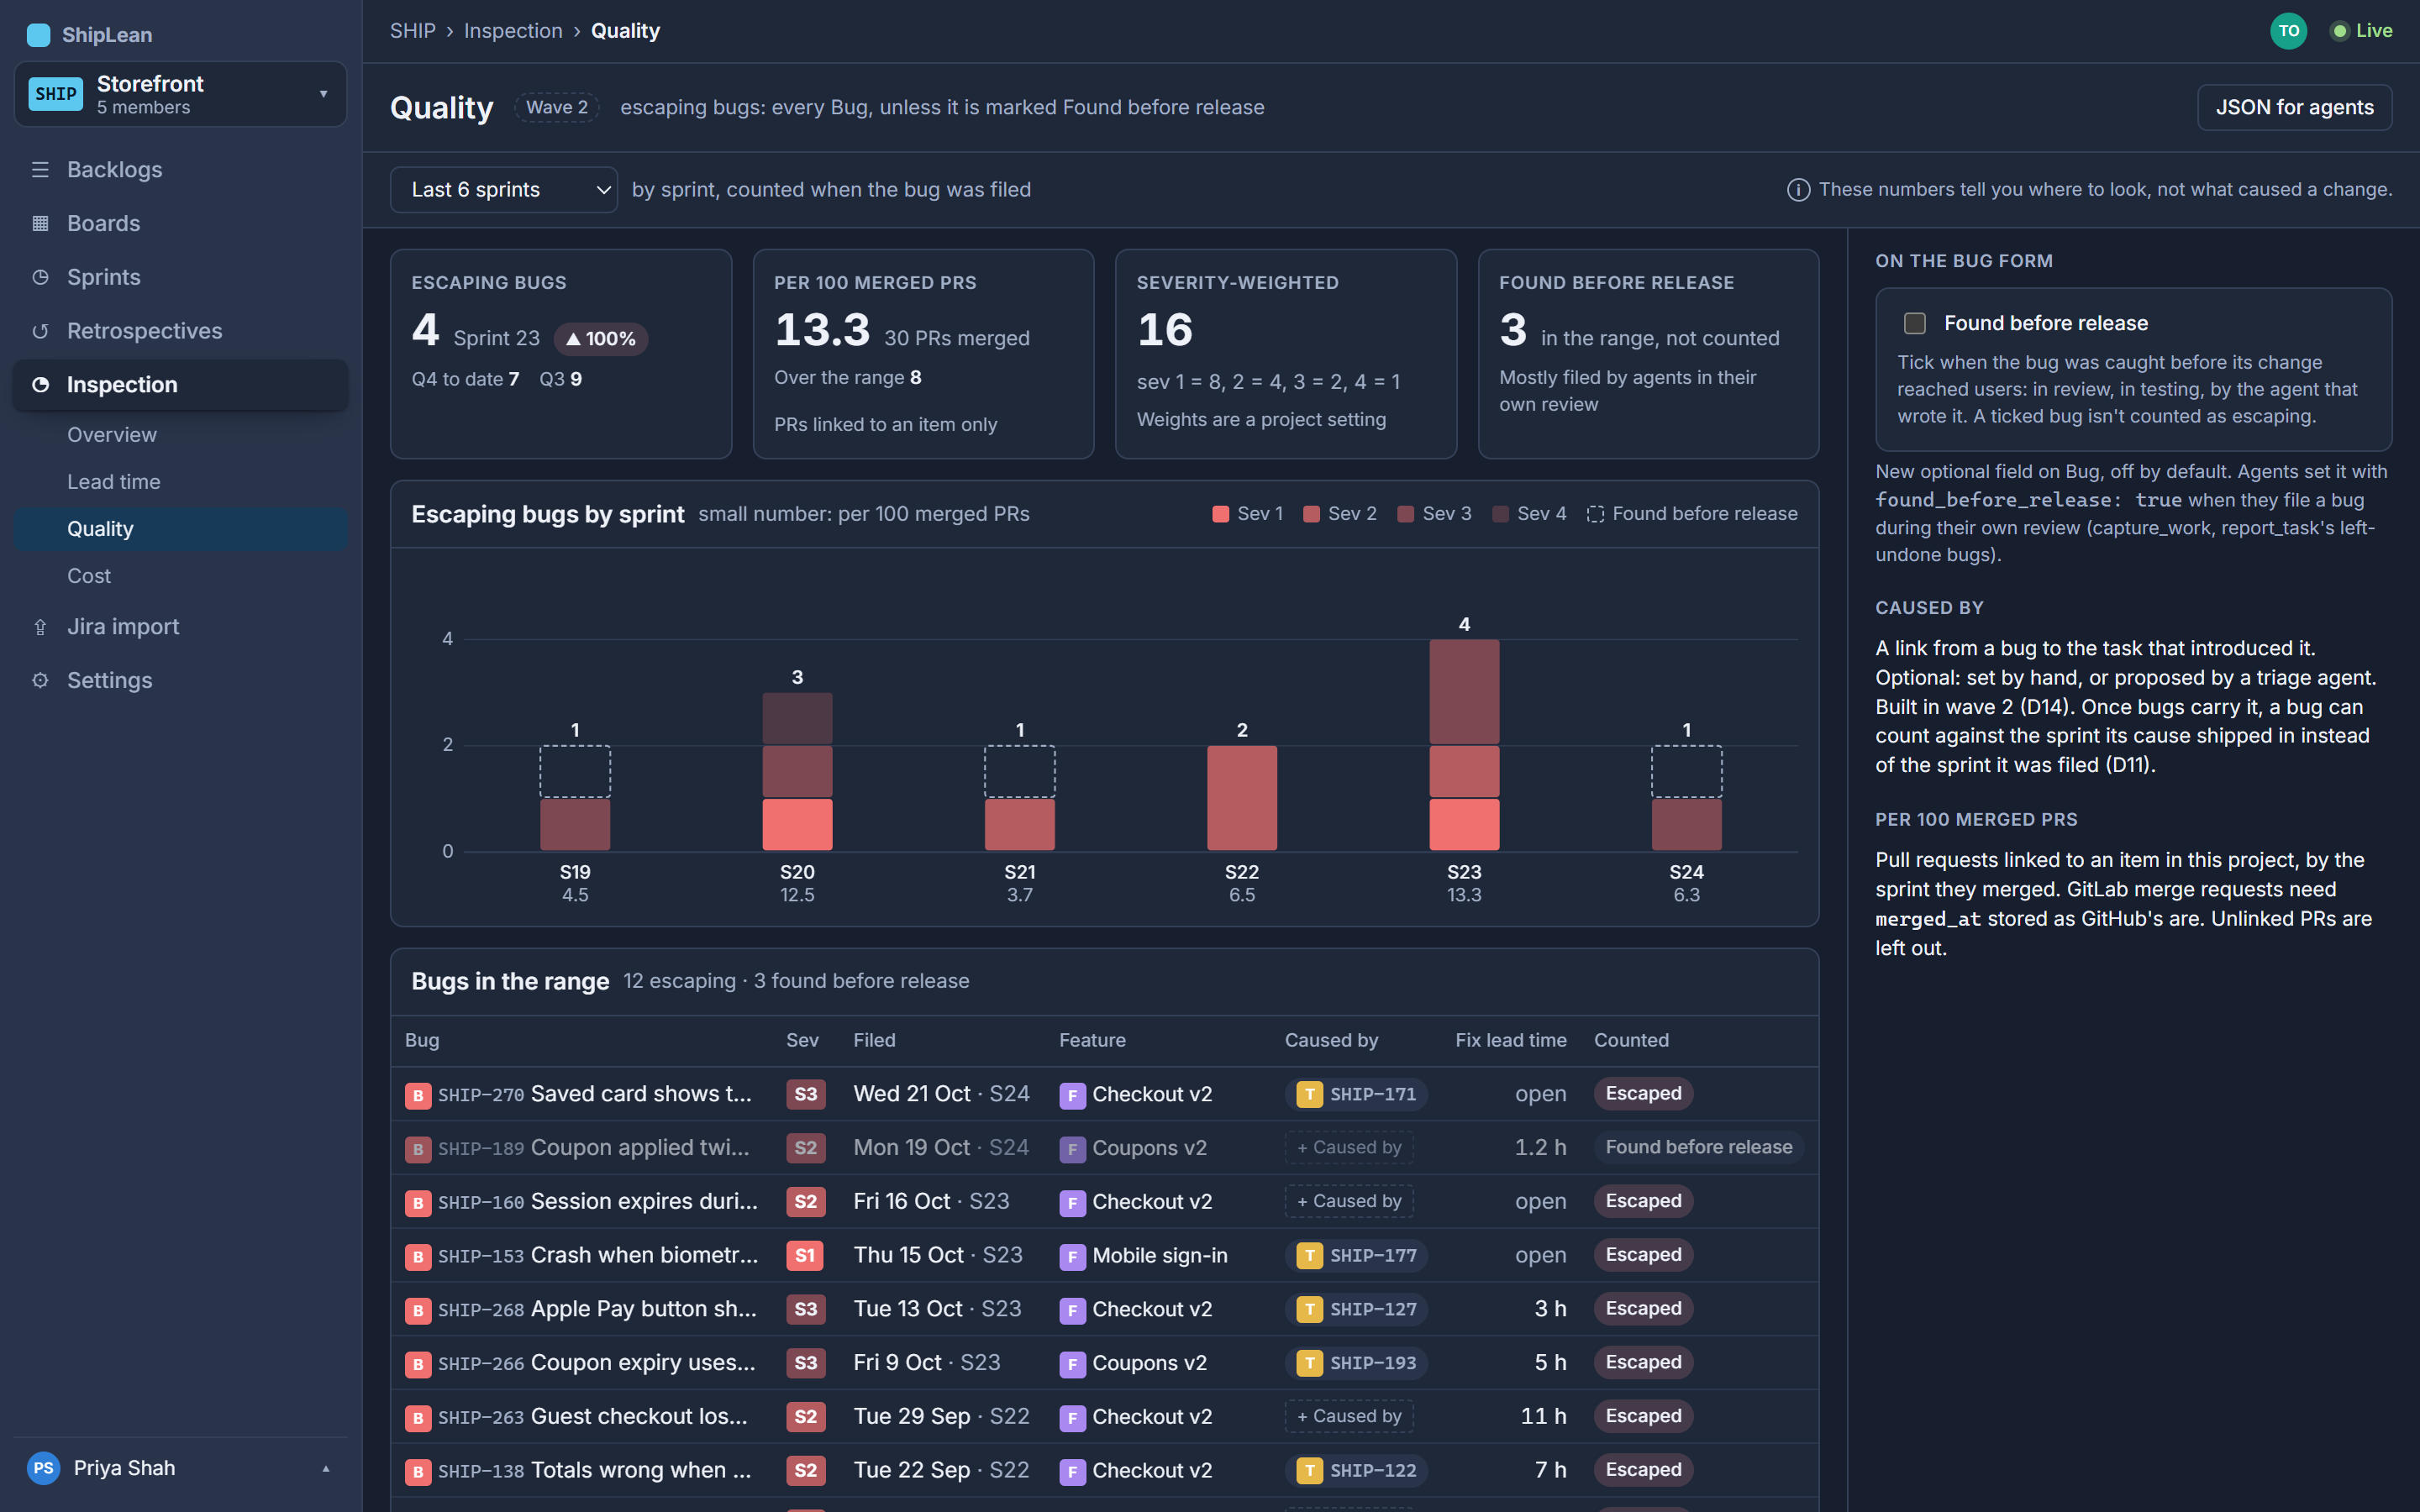 ShipLean
SHIP
Storefront
5 members
Backlogs
Boards
Sprints
Retrospectives
Inspection
Overview
Lead time
Quality
Cost
Jira import
Settings
PS Priya Shah
SHIP › Inspection › Quality
TO
Live
Quality
Wave 2
escaping bugs: every Bug, unless it is marked Found before release
JSON for agents
Last 6 sprints
by sprint, counted when the bug was filed
These numbers tell you where to look, not what caused a change.
ESCAPING BUGS
4 Sprint 23 ▲ 100%
Q4 to date 7 Q3 9
PER 100 MERGED PRS
13.3 30 PRs merged
Over the range 8
PRs linked to an item only
SEVERITY-WEIGHTED
16
sev 1 = 8, 2 = 4, 3 = 2, 4 = 1
Weights are a project setting
FOUND BEFORE RELEASE
3 in the range, not counted
Mostly filed by agents in their
own review
Escaping bugs by sprint small number: per 100 merged PRs
Sev 1 Sev 2 Sev 3 Sev 4 Found before release
4
2
0
1 3 1 2 4 1
S19 S20 S21 S22 S23 S24
4.5 12.5 3.7 6.5 13.3 6.3
Bugs in the range 12 escaping · 3 found before release
Bug Sev Filed Feature Caused by Fix lead time Counted
B SHIP-270 Saved card shows t... S3 Wed 21 Oct · S24 F Checkout v2 T SHIP-171 open Escaped
B SHIP-189 Coupon applied twi... S2 Mon 19 Oct · S24 F Coupons v2 + Caused by 1.2 h Found before release
B SHIP-160 Session expires duri... S2 Fri 16 Oct · S23 F Checkout v2 + Caused by open Escaped
B SHIP-153 Crash when biometr... S1 Thu 15 Oct · S23 F Mobile sign-in T SHIP-177 open Escaped
B SHIP-268 Apple Pay button sh... S3 Tue 13 Oct · S23 F Checkout v2 T SHIP-127 3 h Escaped
B SHIP-266 Coupon expiry uses... S3 Fri 9 Oct · S23 F Coupons v2 T SHIP-193 5 h Escaped
B SHIP-263 Guest checkout los... S2 Tue 29 Sep · S22 F Checkout v2 + Caused by 11 h Escaped
B SHIP-138 Totals wrong when ... S2 Tue 22 Sep · S22 F Checkout v2 T SHIP-122 7 h Escaped
ON THE BUG FORM
Found before release
Tick when the bug was caught before its change
reached users: in review, in testing, by the agent that
wrote it. A ticked bug isn't counted as escaping.
New optional field on Bug, off by default. Agents set it with
found_before_release: true when they file a bug
during their own review (capture_work, report_task's left-
undone bugs).
CAUSED BY
A link from a bug to the task that introduced it.
Optional: set by hand, or proposed by a triage agent.
Built in wave 2 (D14). Once bugs carry it, a bug can
count against the sprint its cause shipped in instead
of the sprint it was filed (D11).
PER 100 MERGED PRS
Pull requests linked to an item in this project, by the
sprint they merged. GitLab merge requests need
merged_at stored as GitHub's are. Unlinked PRs are
left out.